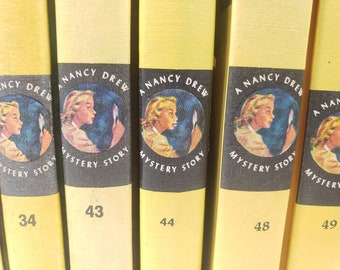 A NANCY DREW
MYSTERY STORY
34
A NANCY DREW
MYSTERY STORY
43
A NANCY DREW
MYSTERY STORY
44
A NANCY DREW
MYSTERY STORY
48
A NANCY
MYSTERY
49